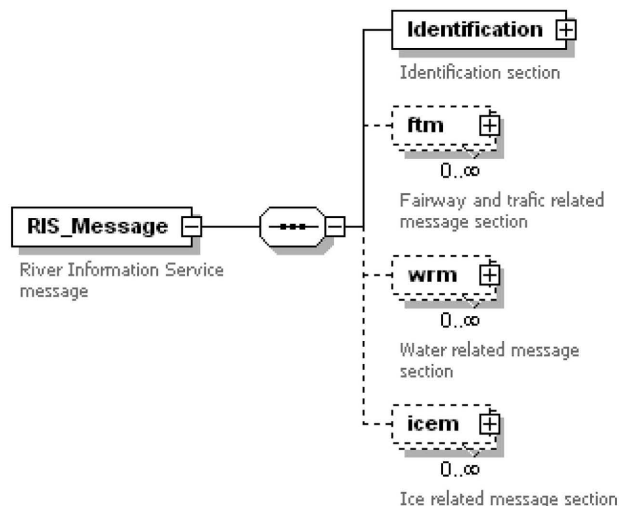 Identification
Identification section
ftm
0..∞
Fairway and trafic related
message section
RIS_Message
River Information Service
message
wrm
0..∞
Water related message
section
icem
0..∞
Ice related message section